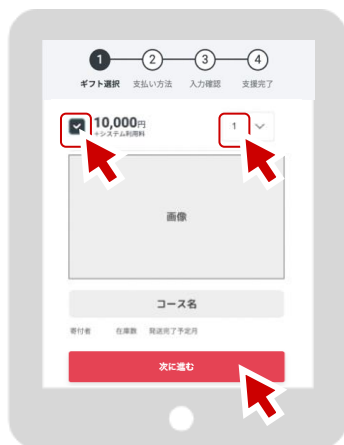 1 2 3 4
ギフト選択 支払い方法 入力確認 支援完了
10,000円 1
+システム利用料
画像
コース名
寄付者 在庫数 発送完了予定月
次に進む